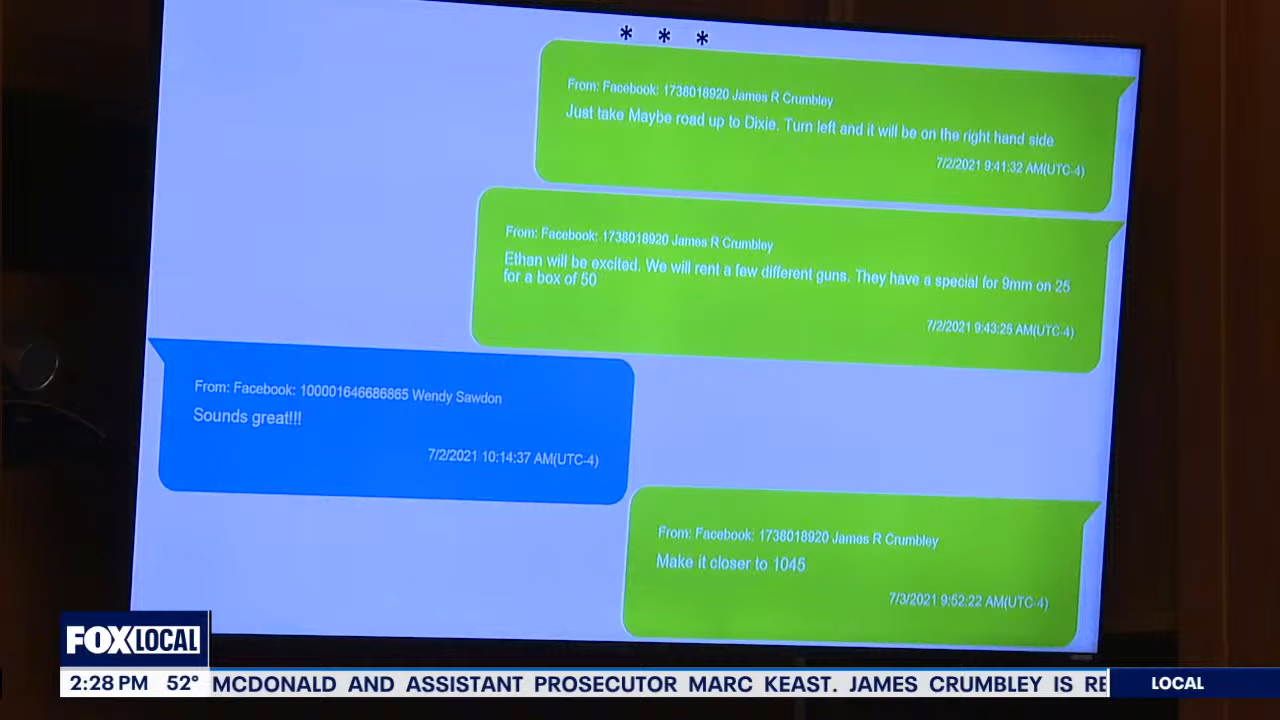 * * *
From: Facebook: 1738018920 James R Crumbley
Just take Maybe road up to Dixie. Turn left and it will be on the right hand side
7/2/2021 9:41:32 AM(UTC-4)
From: Facebook: 1738018920 James R Crumbley
Ethan will be excited. We will rent a few different guns. They have a special for 9mm on 25
for a box of 50
7/2/2021 9:43:25 AM(UTC-4)
From: Facebook: 100001646686865 Wendy Sawdon
Sounds great!!!
7/2/2021 10:14:37 AM(UTC-4)
From: Facebook: 1738018920 James R Crumbley
Make it closer to 1045
7/3/2021 9:52:22 AM(UTC-4)
FOX LOCAL
2:28 PM 52° MCDONALD AND ASSISTANT PROSECUTOR MARC KEAST. JAMES CRUMBLEY IS RE LOCAL